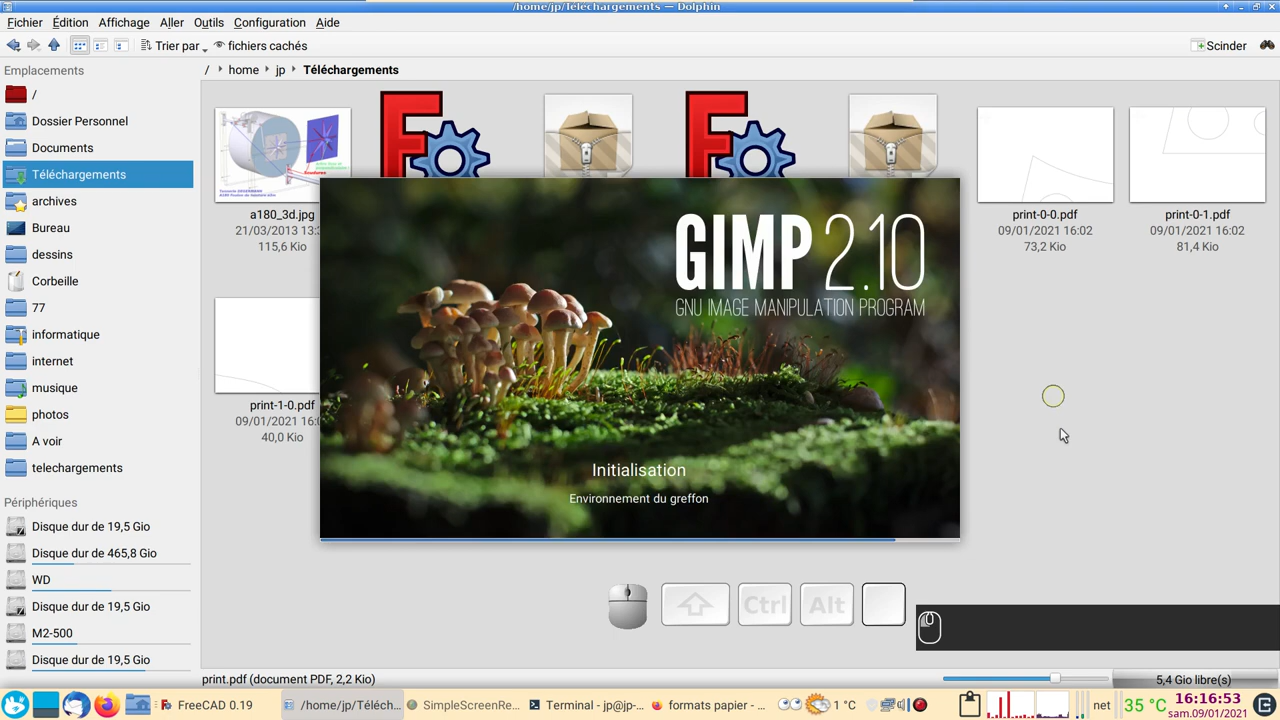 /home/jp/Téléchargements — Dolphin
Fichier Édition Affichage Aller Outils Configuration Aide
Trier par fichiers cachés Scinder
Emplacements
/ home jp Téléchargements
/
Dossier Personnel
Documents
Téléchargements
archives
Bureau
dessins
Corbeille
77
informatique
internet
musique
photos
A voir
telechargements
Périphériques
Disque dur de 19,5 Gio
Disque dur de 465,8 Gio
WD
Disque dur de 19,5 Gio
M2-500
Disque dur de 19,5 Gio
a180_3d.jpg
21/03/2013 13:
115,6 Kio
print-0-0.pdf
09/01/2021 16:02
73,2 Kio
print-0-1.pdf
09/01/2021 16:02
81,4 Kio
print-1-0.pdf
09/01/2021 16:0
40,0 Kio
GIMP 2.10
GNU IMAGE MANIPULATION PROGRAM
Initialisation
Environnement du greffon
Ctrl Alt
print.pdf (document PDF, 2,2 Kio) 5,4 Gio libre(s)
FreeCAD 0.19 /home/jp/Téléch... SimpleScreenRe... Terminal - jp@jp-... formats papier - ... 1 °C net 35 °C 16:16:53
sam.09/01/2021